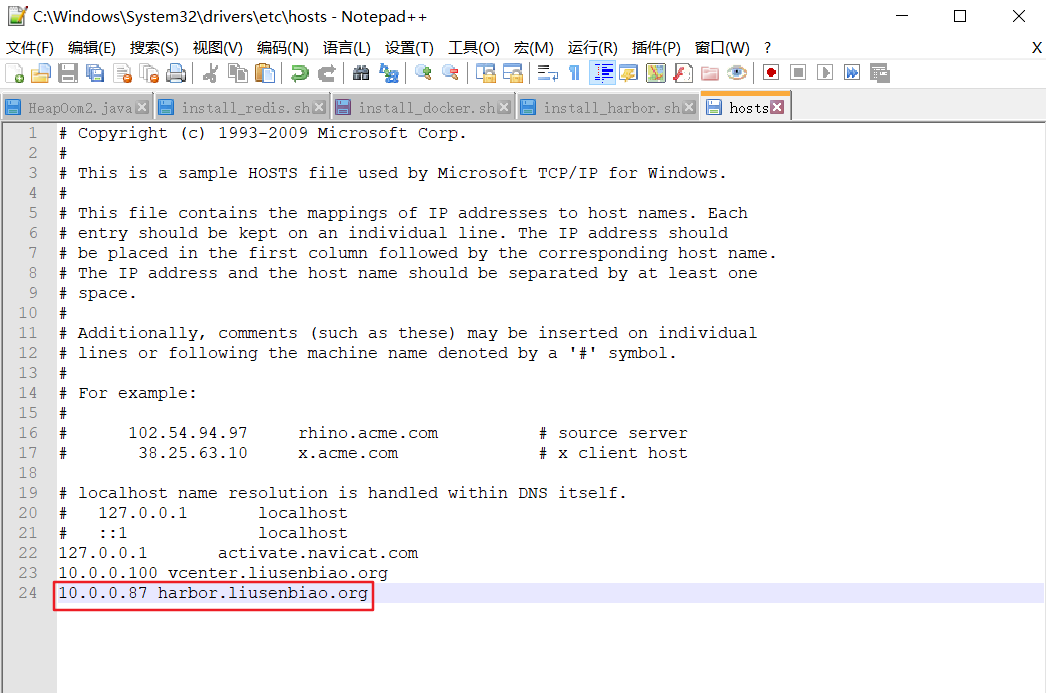 C:\Windows\System32\drivers\etc\hosts - Notepad++
文件(F) 编辑(E) 搜索(S) 视图(V) 编码(N) 语言(L) 设置(T) 工具(O) 宏(M) 运行(R) 插件(P) 窗口(W) ? X
HeapOom2.java install_redis.sh install_docker.sh install_harbor.sh hosts
1 # Copyright (c) 1993-2009 Microsoft Corp.
2 #
3 # This is a sample HOSTS file used by Microsoft TCP/IP for Windows.
4 #
5 # This file contains the mappings of IP addresses to host names. Each
6 # entry should be kept on an individual line. The IP address should
7 # be placed in the first column followed by the corresponding host name.
8 # The IP address and the host name should be separated by at least one
9 # space.
10 #
11 # Additionally, comments (such as these) may be inserted on individual
12 # lines or following the machine name denoted by a '#' symbol.
13 #
14 # For example:
15 #
16 #      102.54.94.97     rhino.acme.com          # source server
17 #       38.25.63.10     x.acme.com              # x client host
18
19 # localhost name resolution is handled within DNS itself.
20 #   127.0.0.1       localhost
21 #   ::1             localhost
22 127.0.0.1       activate.navicat.com
23 10.0.0.100 vcenter.liusenbiao.org
24 10.0.0.87 harbor.liusenbiao.org